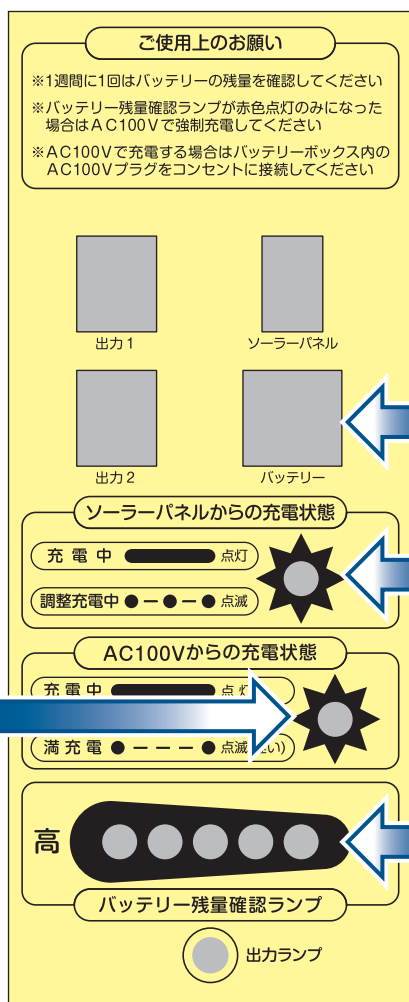 ご使用上のお願い
※1週間に1回はバッテリーの残量を確認してください
※バッテリー残量確認ランプが赤色点灯のみになった
場合はAC100Vで強制充電してください
※AC100Vで充電する場合はバッテリーボックス内の
AC100Vプラグをコンセントに接続してください
出力1
ソーラーパネル
出力2
バッテリー
ソーラーパネルからの充電状態
充電中 点灯
調整充電中 点滅
AC100Vからの充電状態
充電中 点灯
満充電 点滅
高
バッテリー残量確認ランプ
出力ランプ